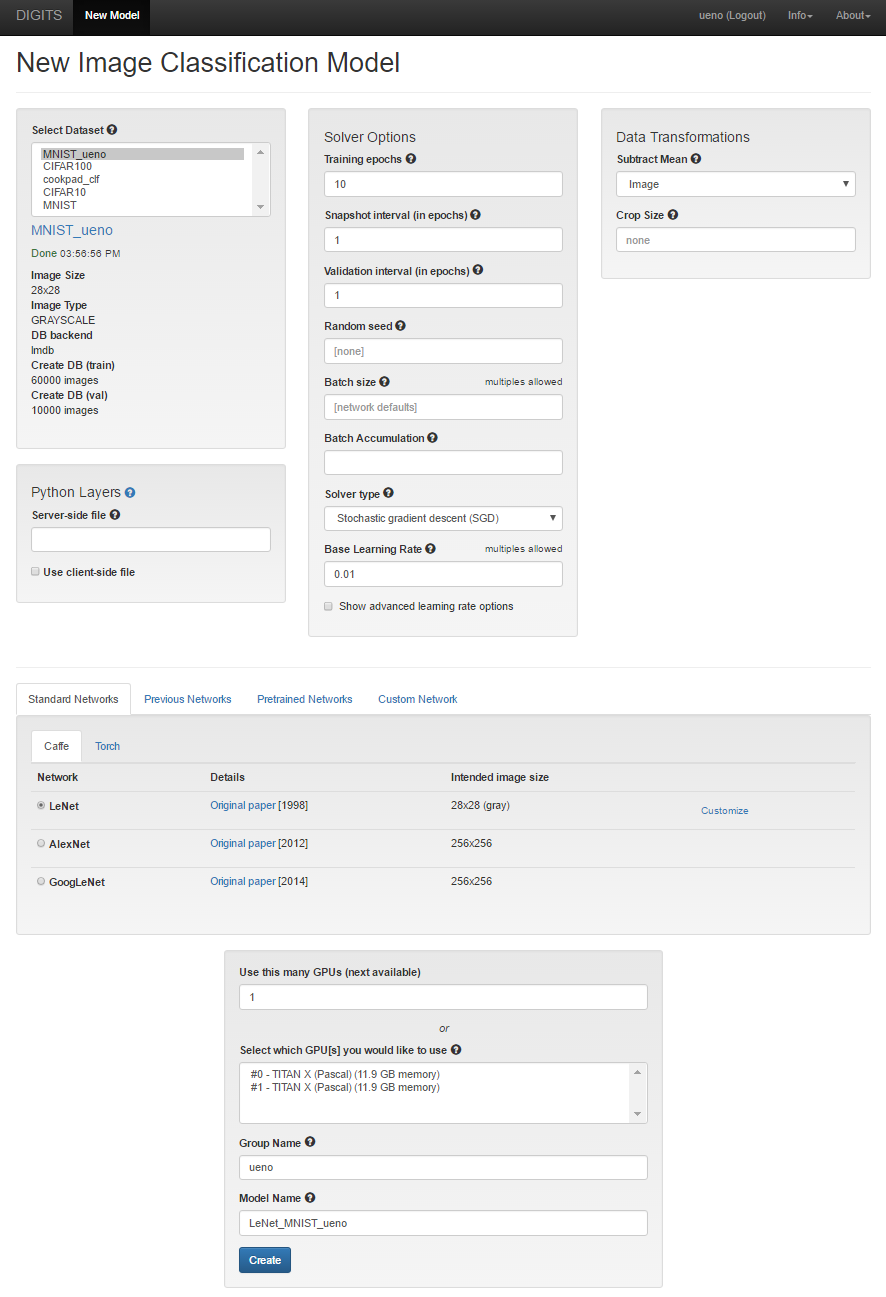 DIGITS New Model ueno (Logout) Info About
New Image Classification Model
Select Dataset
MNIST_ueno
CIFAR100
cookpad_clf
CIFAR10
MNIST
MNIST_ueno
Done 03:56:56 PM
Image Size
28x28
Image Type
GRAYSCALE
DB backend
lmdb
Create DB (train)
60000 images
Create DB (val)
10000 images
Python Layers
Server-side file
Use client-side file
Solver Options
Training epochs
10
Snapshot interval (in epochs)
1
Validation interval (in epochs)
1
Random seed
[none]
Batch size multiples allowed
[network defaults]
Batch Accumulation
Solver type
Stochastic gradient descent (SGD)
Base Learning Rate multiples allowed
0.01
Show advanced learning rate options
Data Transformations
Subtract Mean
Image
Crop Size
none
Standard Networks Previous Networks Pretrained Networks Custom Network
Caffe Torch
Network Details Intended image size
LeNet Original paper [1998] 28x28 (gray) Customize
AlexNet Original paper [2012] 256x256
GoogLeNet Original paper [2014] 256x256
Use this many GPUs (next available)
1
or
Select which GPU[s] you would like to use
#0 - TITAN X (Pascal) (11.9 GB memory)
#1 - TITAN X (Pascal) (11.9 GB memory)
Group Name
ueno
Model Name
LeNet_MNIST_ueno
Create